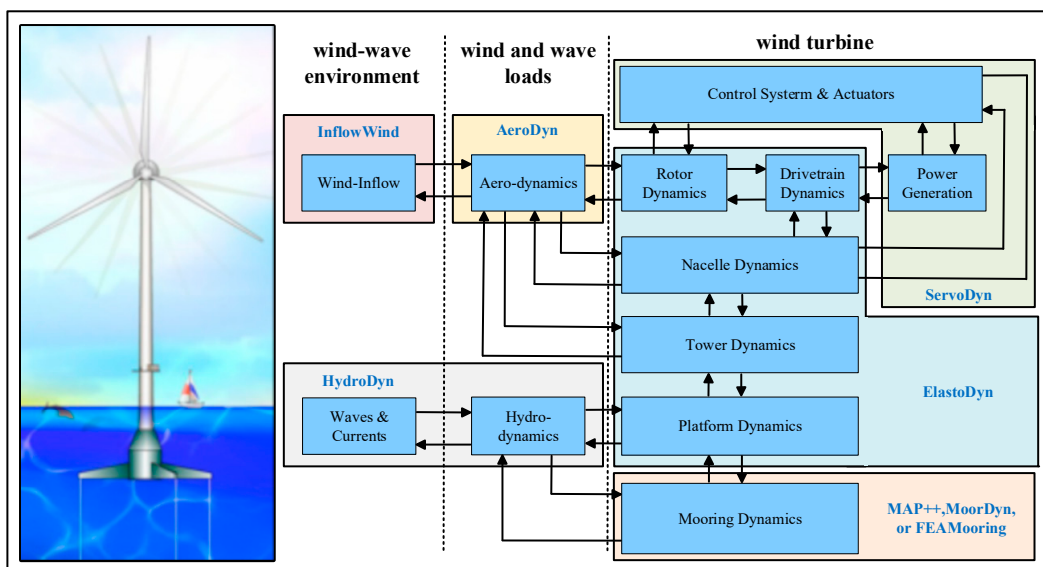 wind-wave
environment
wind and wave
loads
wind turbine
Control Systerm & Actuators
InflowWind
AeroDyn
Wind-Inflow
Aero-dynamics
Rotor
Dynamics
Drivetrain
Dynamics
Power
Generation
Nacelle Dynamics
ServoDyn
Tower Dynamics
HydroDyn
ElastoDyn
Waves &
Currents
Hydro-
dynamics
Platform Dynamics
Mooring Dynamics
MAP++,MoorDyn,
or FEAMooring